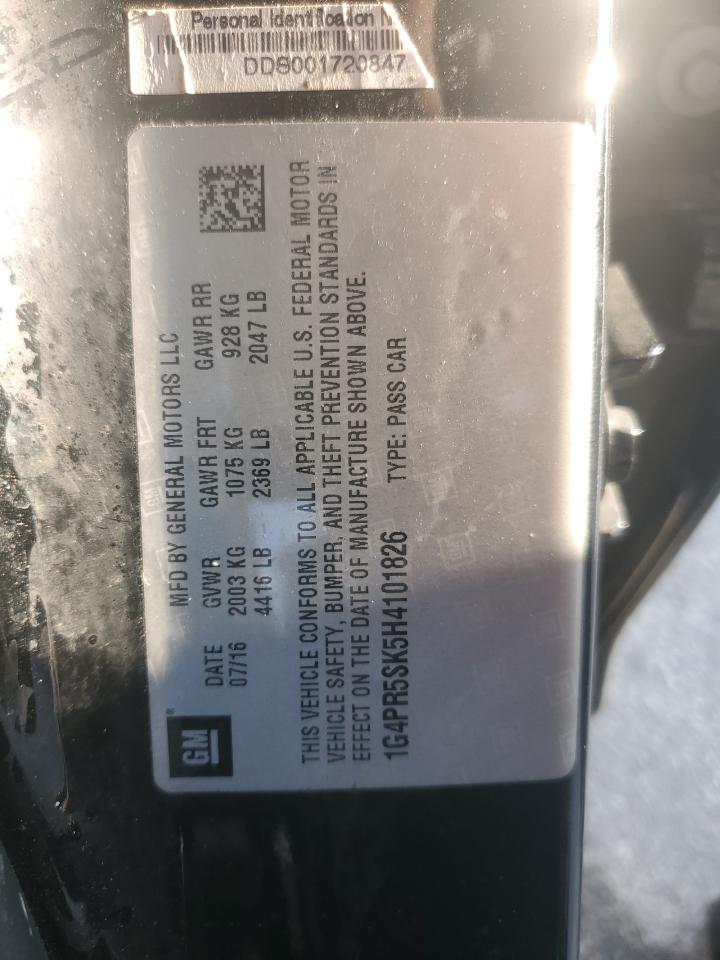 Personal Identification N
DDS001720847
MFD BY GENERAL MOTORS LLC
DATE GVWR GAWR FRT GAWR RR
07/16 2003 KG 1075 KG 928 KG
4416 LB 2369 LB 2047 LB
THIS VEHICLE CONFORMS TO ALL APPLICABLE U.S. FEDERAL MOTOR
VEHICLE SAFETY, BUMPER, AND THEFT PREVENTION STANDARDS IN
EFFECT ON THE DATE OF MANUFACTURE SHOWN ABOVE.
1G4PR5SK5H4101826 TYPE: PASS CAR
GM®